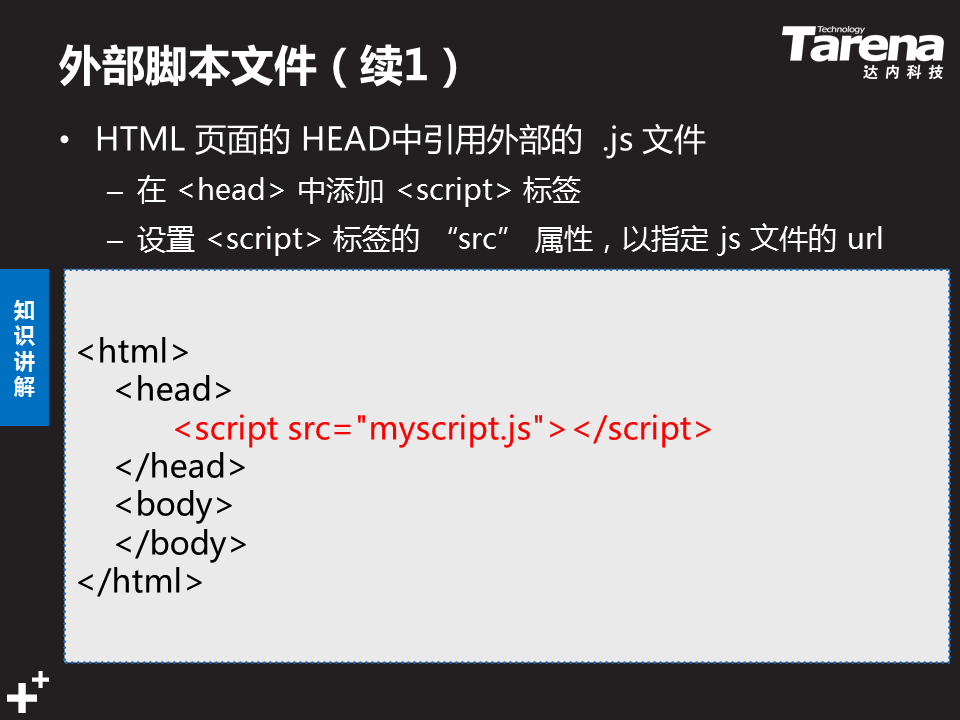 外部脚本文件（续1）
Technology
Tarena
达内科技
• HTML 页面的 HEAD中引用外部的 .js 文件
– 在 <head> 中添加 <script> 标签
– 设置 <script> 标签的 “src” 属性，以指定 js 文件的 url
知识讲解
<html>
<head>
<script src="myscript.js"></script>
</head>
<body>
</body>
</html>